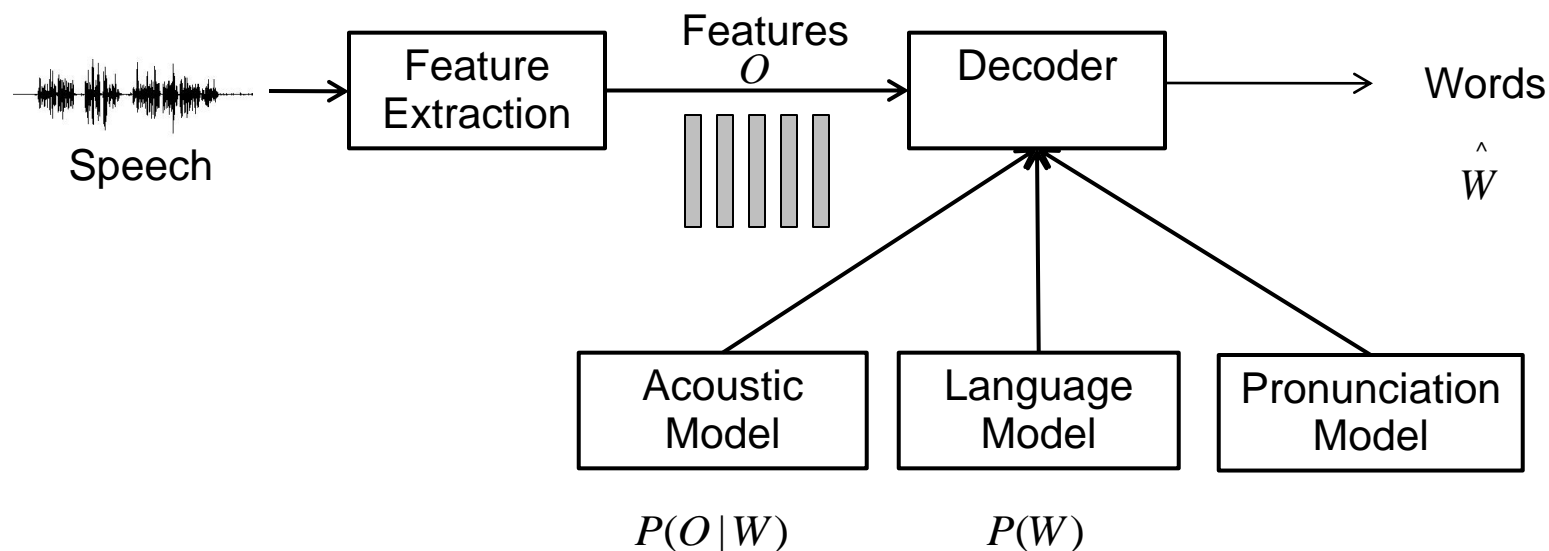 Speech
Feature
Extraction
Features
O
Decoder
Words
Ŵ
Acoustic
Model
Language
Model
Pronunciation
Model
P(O | W)
P(W)